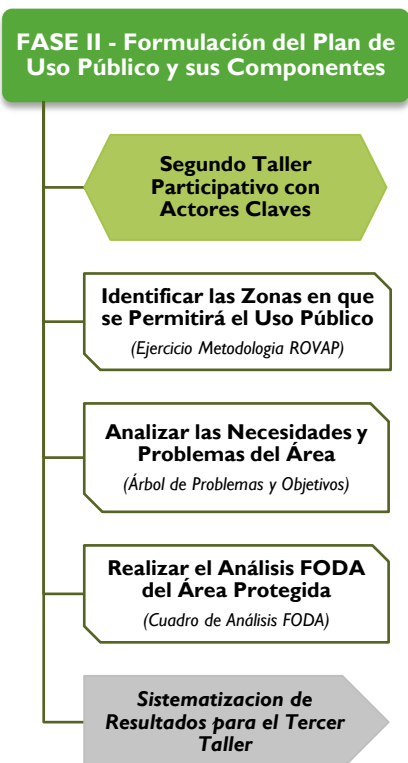 FASE II - Formulación del Plan de
Uso Público y sus Componentes
Segundo Taller
Participativo con
Actores Claves
Identificar las Zonas en que
se Permitirá el Uso Público
(Ejercicio Metodologia ROVAP)
Analizar las Necesidades y
Problemas del Área
(Árbol de Problemas y Objetivos)
Realizar el Análisis FODA
del Área Protegida
(Cuadro de Análisis FODA)
Sistematizacion de
Resultados para el Tercer
Taller